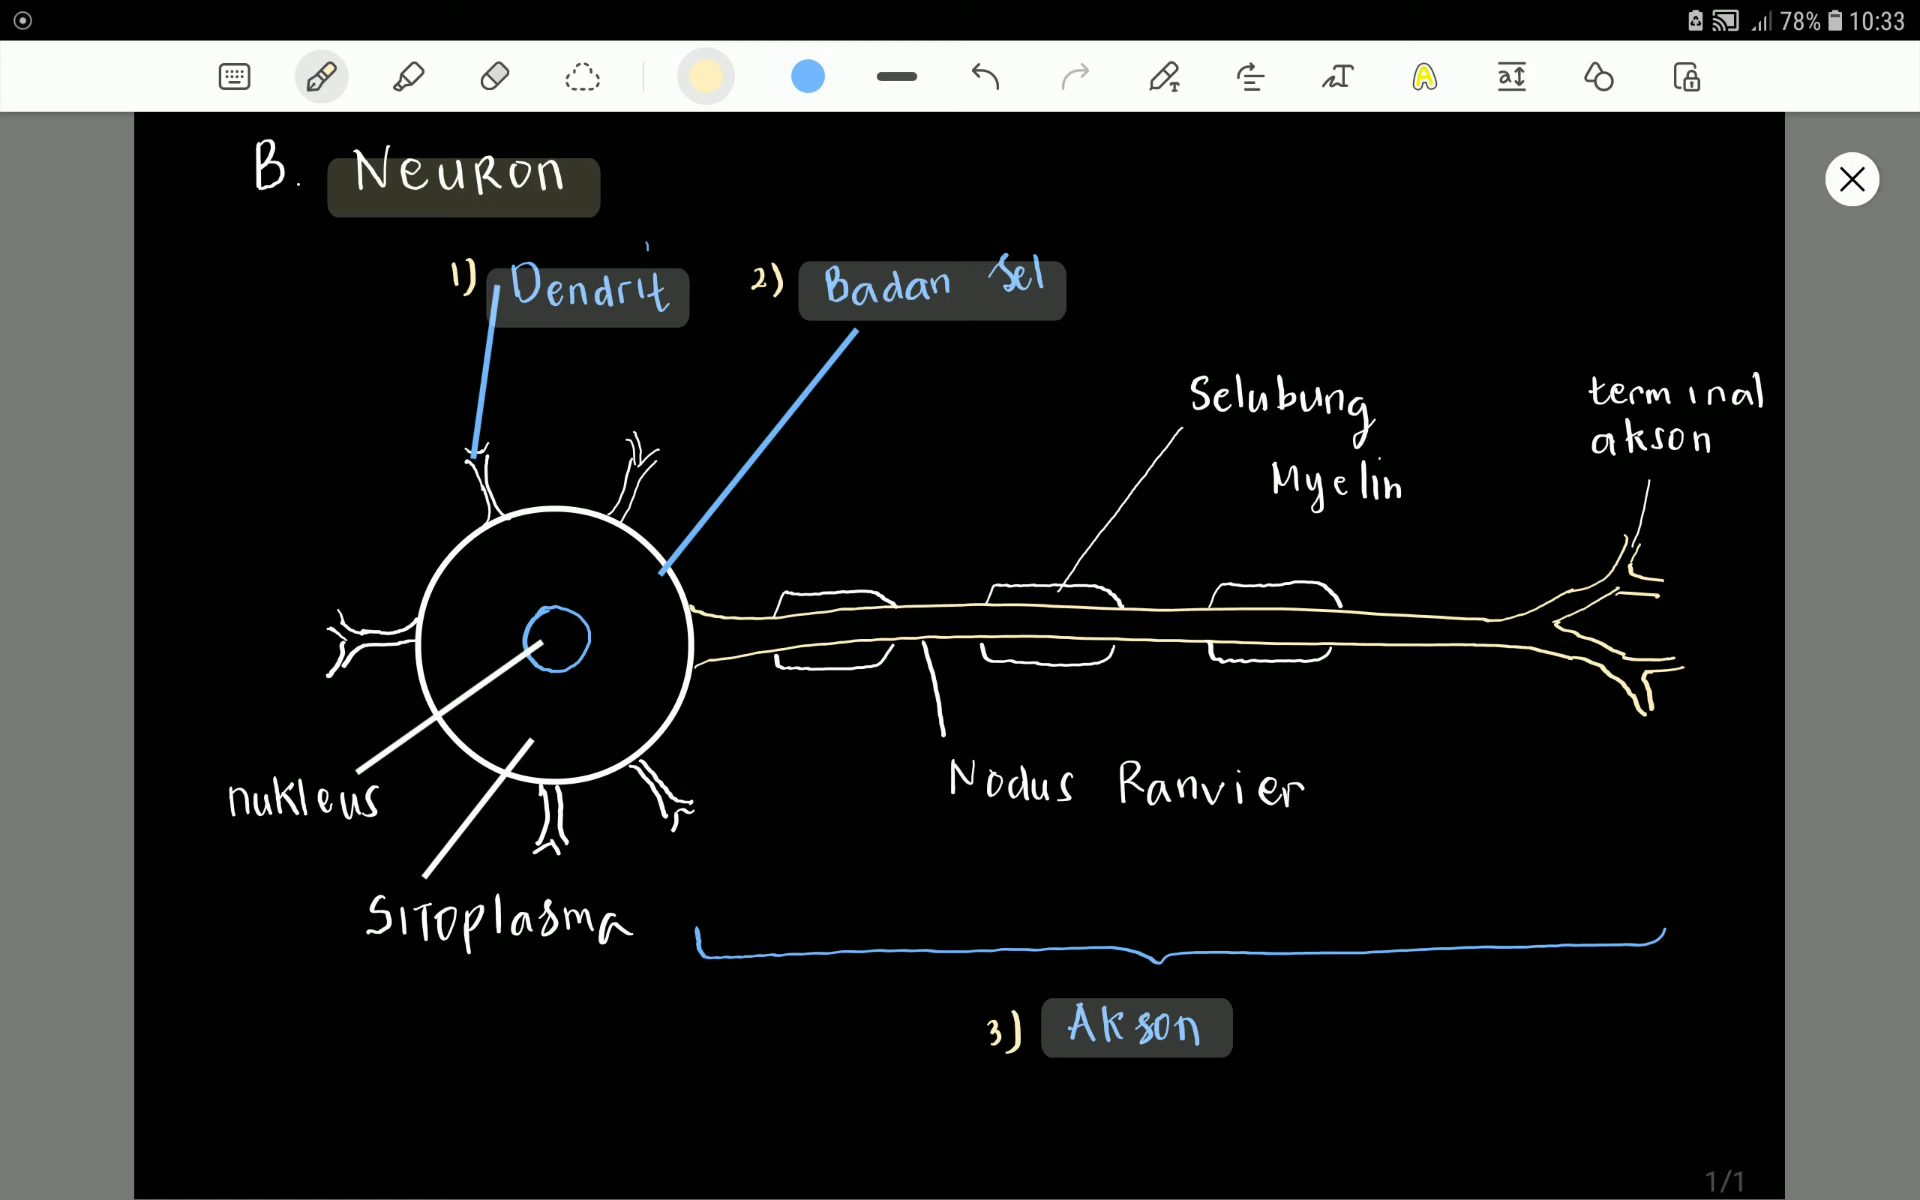 78% 10:33
B. Neuron
1) Dendrit 2) Badan Sel
Selubung
Myelin
terminal
akson
nukleus
Nodus Ranvier
Sitoplasma
3) Akson
1/1